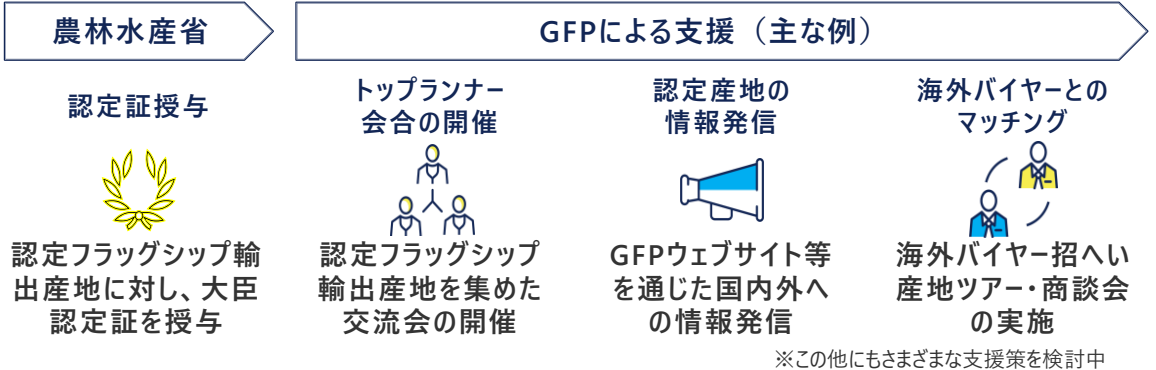 農林水産省
GFPによる支援（主な例）
認定証授与
トップランナー
会合の開催
認定産地の
情報発信
海外バイヤーとの
マッチング
認定フラッグシップ輸
出産地に対し、大臣
認定証を授与
認定フラッグシップ
輸出産地を集めた
交流会の開催
GFPウェブサイト等
を通じた国内外へ
の情報発信
海外バイヤー招へい
産地ツアー・商談会
の実施
※この他にもさまざまな支援策を検討中